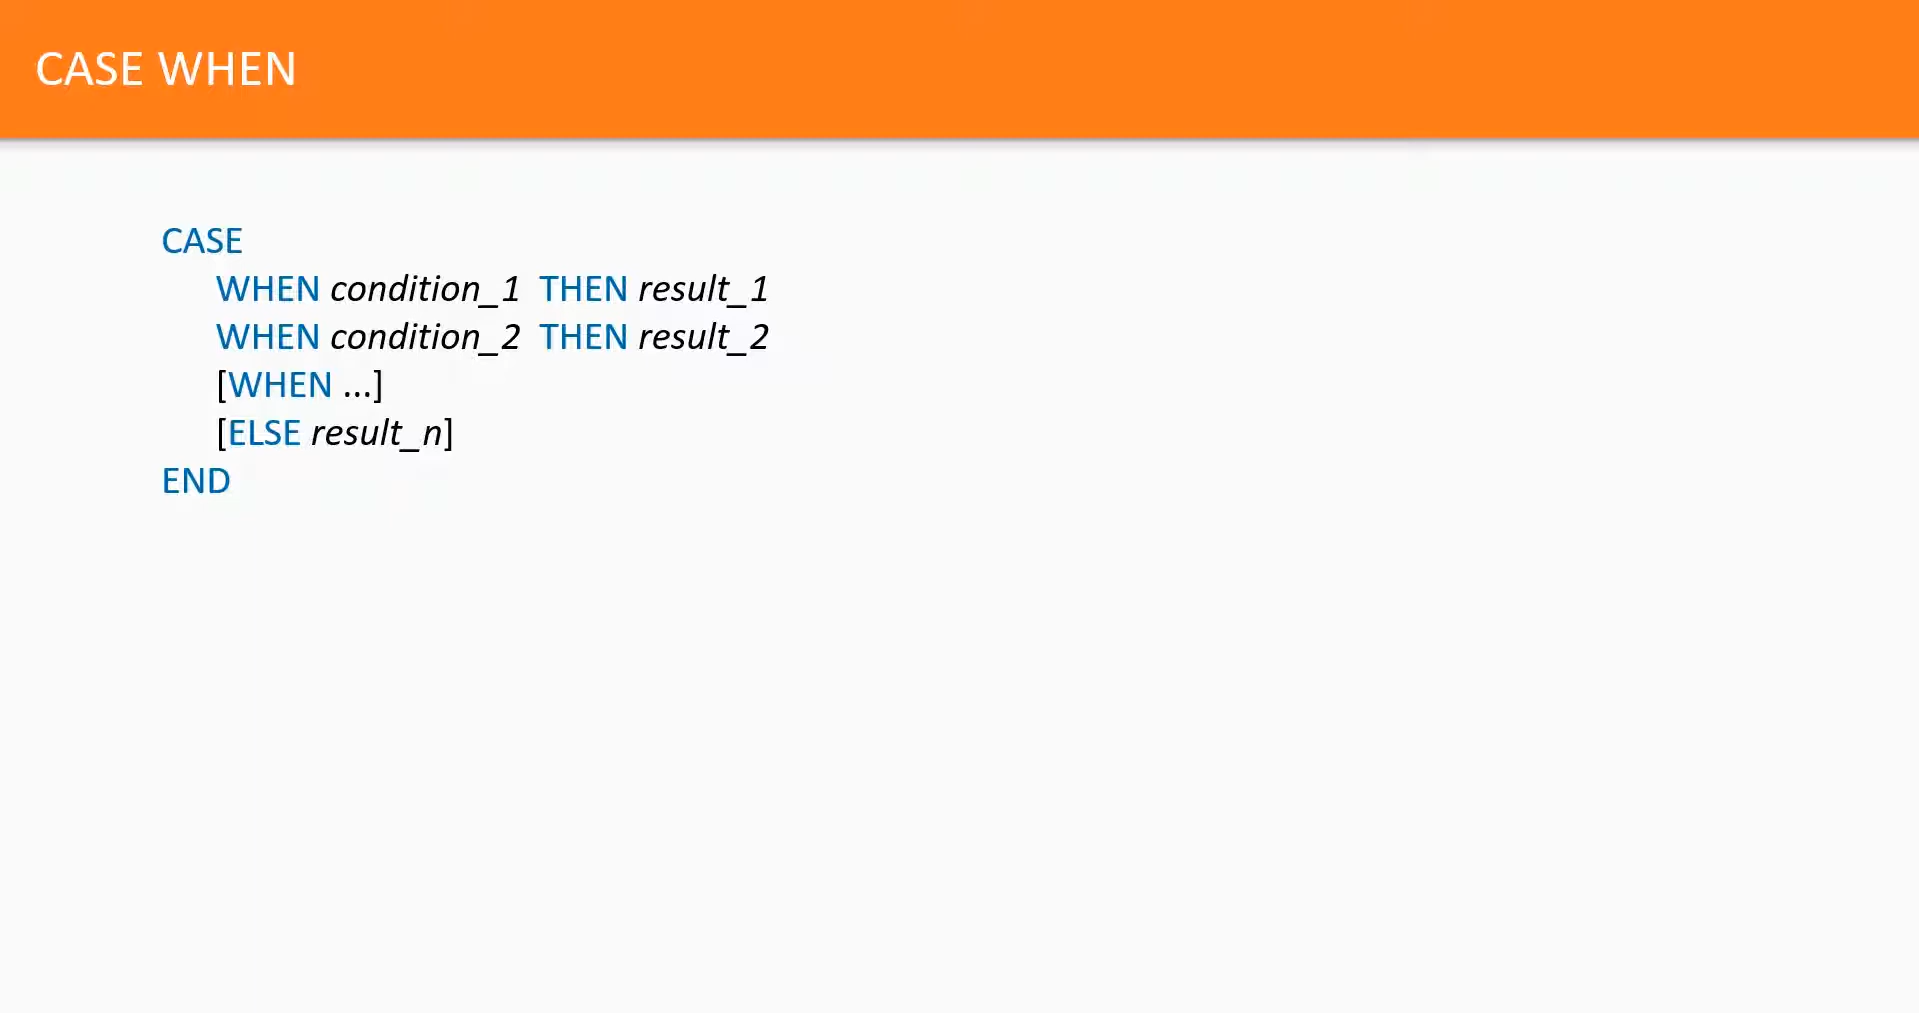 CASE WHEN
CASE
WHEN condition_1 THEN result_1
WHEN condition_2 THEN result_2
[WHEN ...]
[ELSE result_n]
END